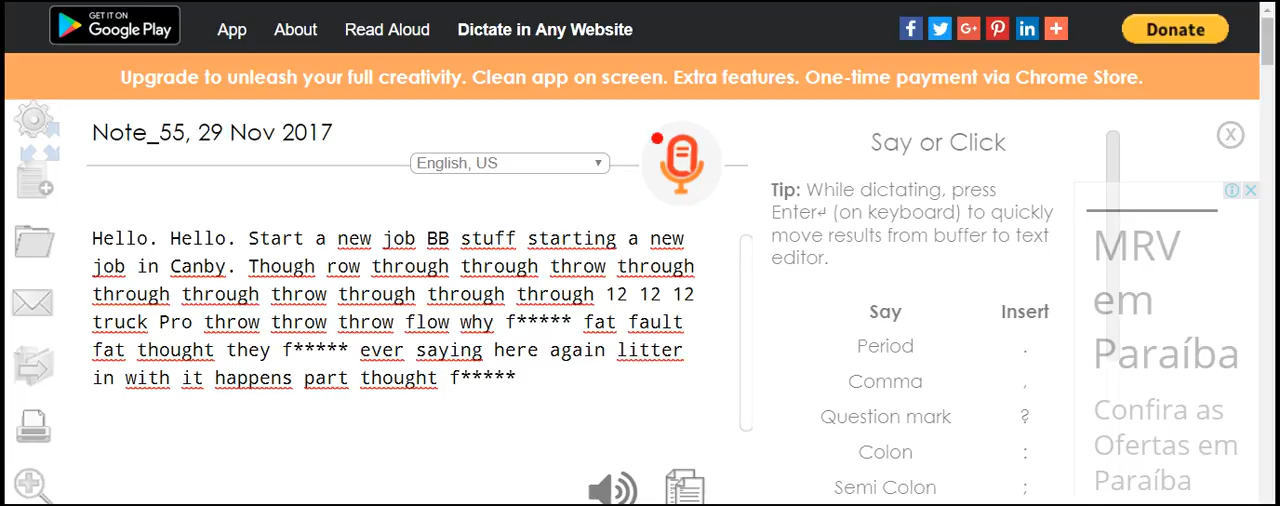 GET IT ON
Google Play
App
About
Read Aloud
Dictate in Any Website
Donate
Upgrade to unleash your full creativity. Clean app on screen. Extra features. One-time payment via Chrome Store.
Note_55, 29 Nov 2017
English, US
Hello. Hello. Start a new job BB stuff starting a new
job in Canby. Though row through through throw through
through through throw through through through 12 12 12
truck Pro throw throw throw flow why f***** fat fault
fat thought they f***** ever saying here again litter
in with it happens part thought f*****
Say or Click
Tip: While dictating, press
Enter↵ (on keyboard) to quickly
move results from buffer to text
editor.
Say Insert
Period .
Comma ,
Question mark ?
Colon :
Semi Colon ;
MRV
em
Paraíba
Confira as
Ofertas em
Paraíba